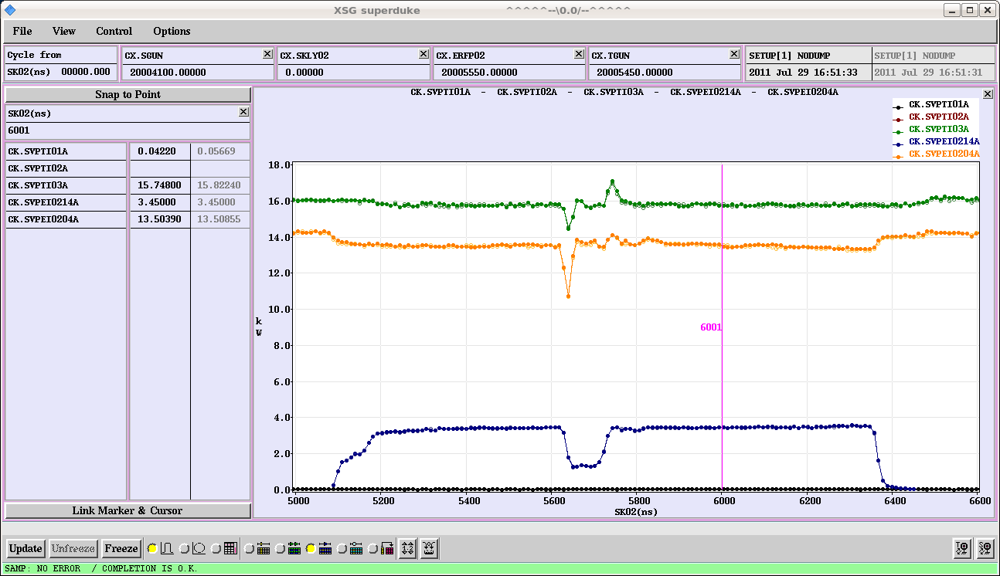 XSG superduke ^^^^^--\0.0/--^^^^^
File View Control Options
Cycle from
SK02(ns) 00000.000
CX.SGUN
20004100.00000
CX.SKLY02
0.00000
CX.ERFP02
20005550.00000
CX.TGUN
20005450.00000
SETUP[1] NODUMP
2011 Jul 29 16:51:33
SETUP[1] NODUMP
2011 Jul 29 16:51:31
Snap to Point
SK02(ns)
6001
CK.SVPTI01A 0.04220 0.05669
CK.SVPTI02A
CK.SVPTI03A 15.74800 15.82240
CK.SVPEI0214A 3.45000 3.45000
CK.SVPEI0204A 13.50390 13.50855
Link Marker & Cursor
CK.SVPTI01A - CK.SVPTI02A - CK.SVPTI03A - CK.SVPEI0214A - CK.SVPEI0204A
CK.SVPTI01A
CK.SVPTI02A
CK.SVPTI03A
CK.SVPEI0214A
CK.SVPEI0204A
18.0
16.0
14.0
12.0
10.0
8.0
6.0
4.0
2.0
0.0
k
W
6001
5000 5200 5400 5600 5800 6000 6200 6400 6600
SK02(ns)
Update Unfreeze Freeze
SAMP: NO ERROR / COMPLETION IS O.K.